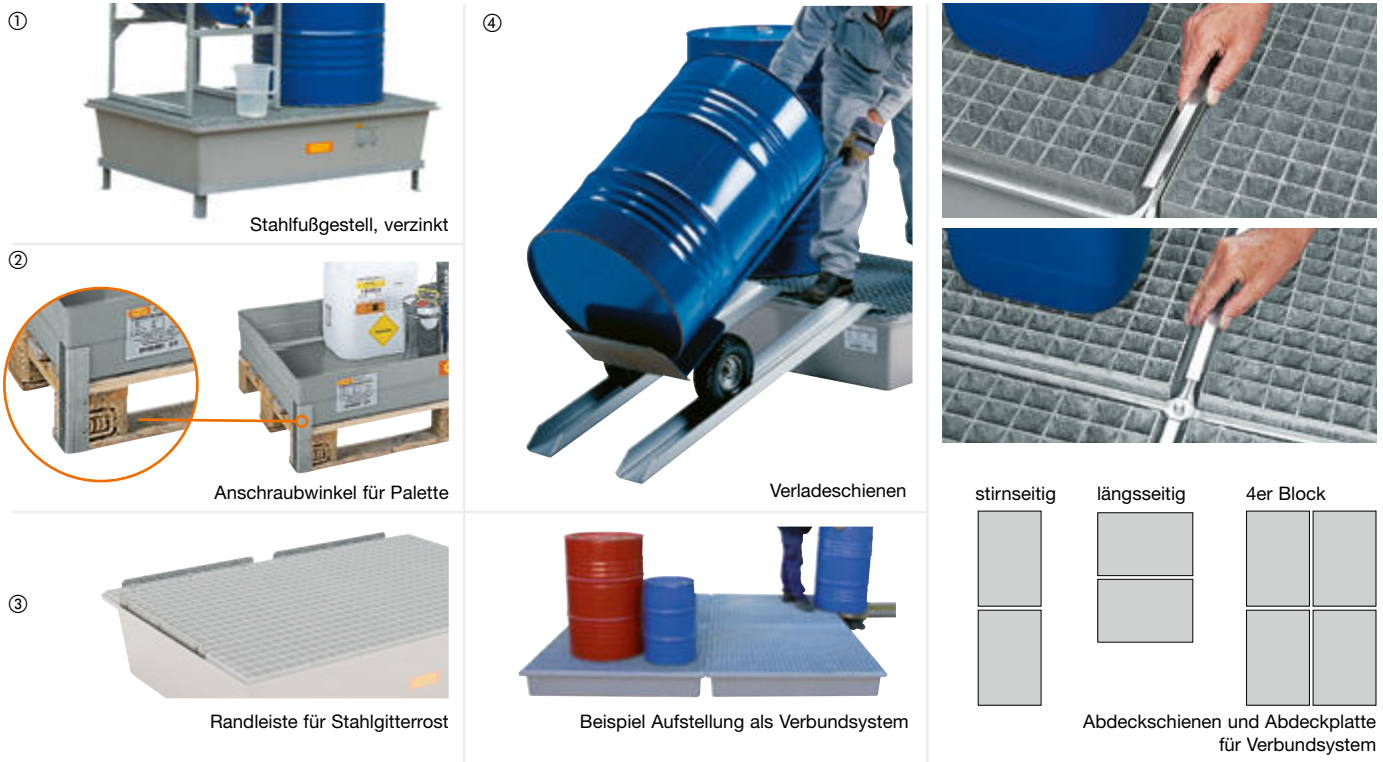 ①
Stahlfußgestell, verzinkt
②
Anschraubwinkel für Palette
③
Randleiste für Stahlgitterrost
④
Verladeschienen
Beispiel Aufstellung als Verbundsystem
stirnseitig
längsseitig
4er Block
Abdeckschienen und Abdeckplatte
für Verbundsystem